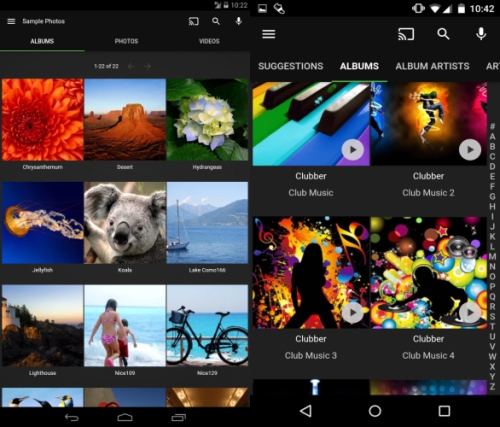 10:22
Sample Photos
ALBUMS
PHOTOS
VIDEOS
1-22 of 22
Chrysanthemum
Desert
Hydrangeas
Jellyfish
Koala
Lake Como166
Lighthouse
Nice109
Nice129
10:42
SUGGESTIONS
ALBUMS
ALBUM ARTISTS
ART
Clubber
Club Music
Clubber
Club Music 2
Clubber
Club Music 3
Clubber
Club Music 4
#
A
B
C
D
E
F
G
H
I
J
K
L
M
N
O
P
Q
R
S
T
U
V
W
X
Y
Z